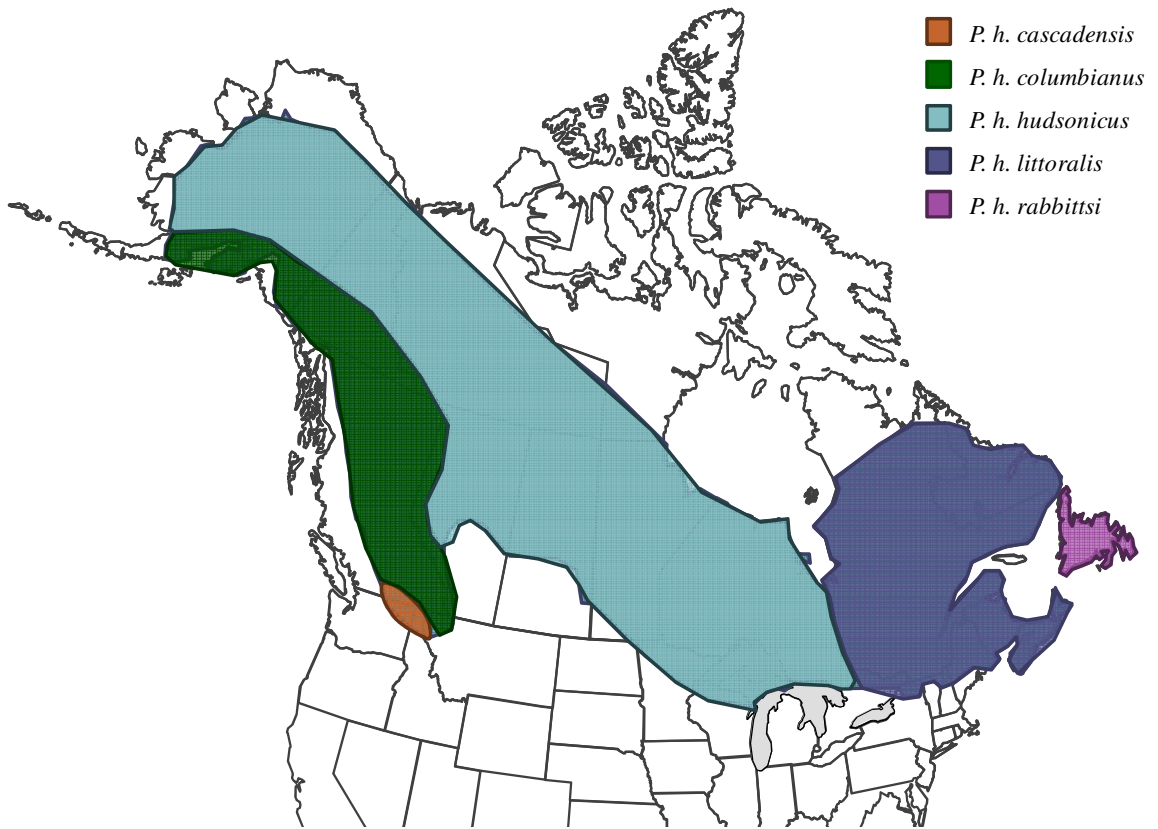 P. h. cascadensis
P. h. columbianus
P. h. hudsonicus
P. h. littoralis
P. h. rabbittsi